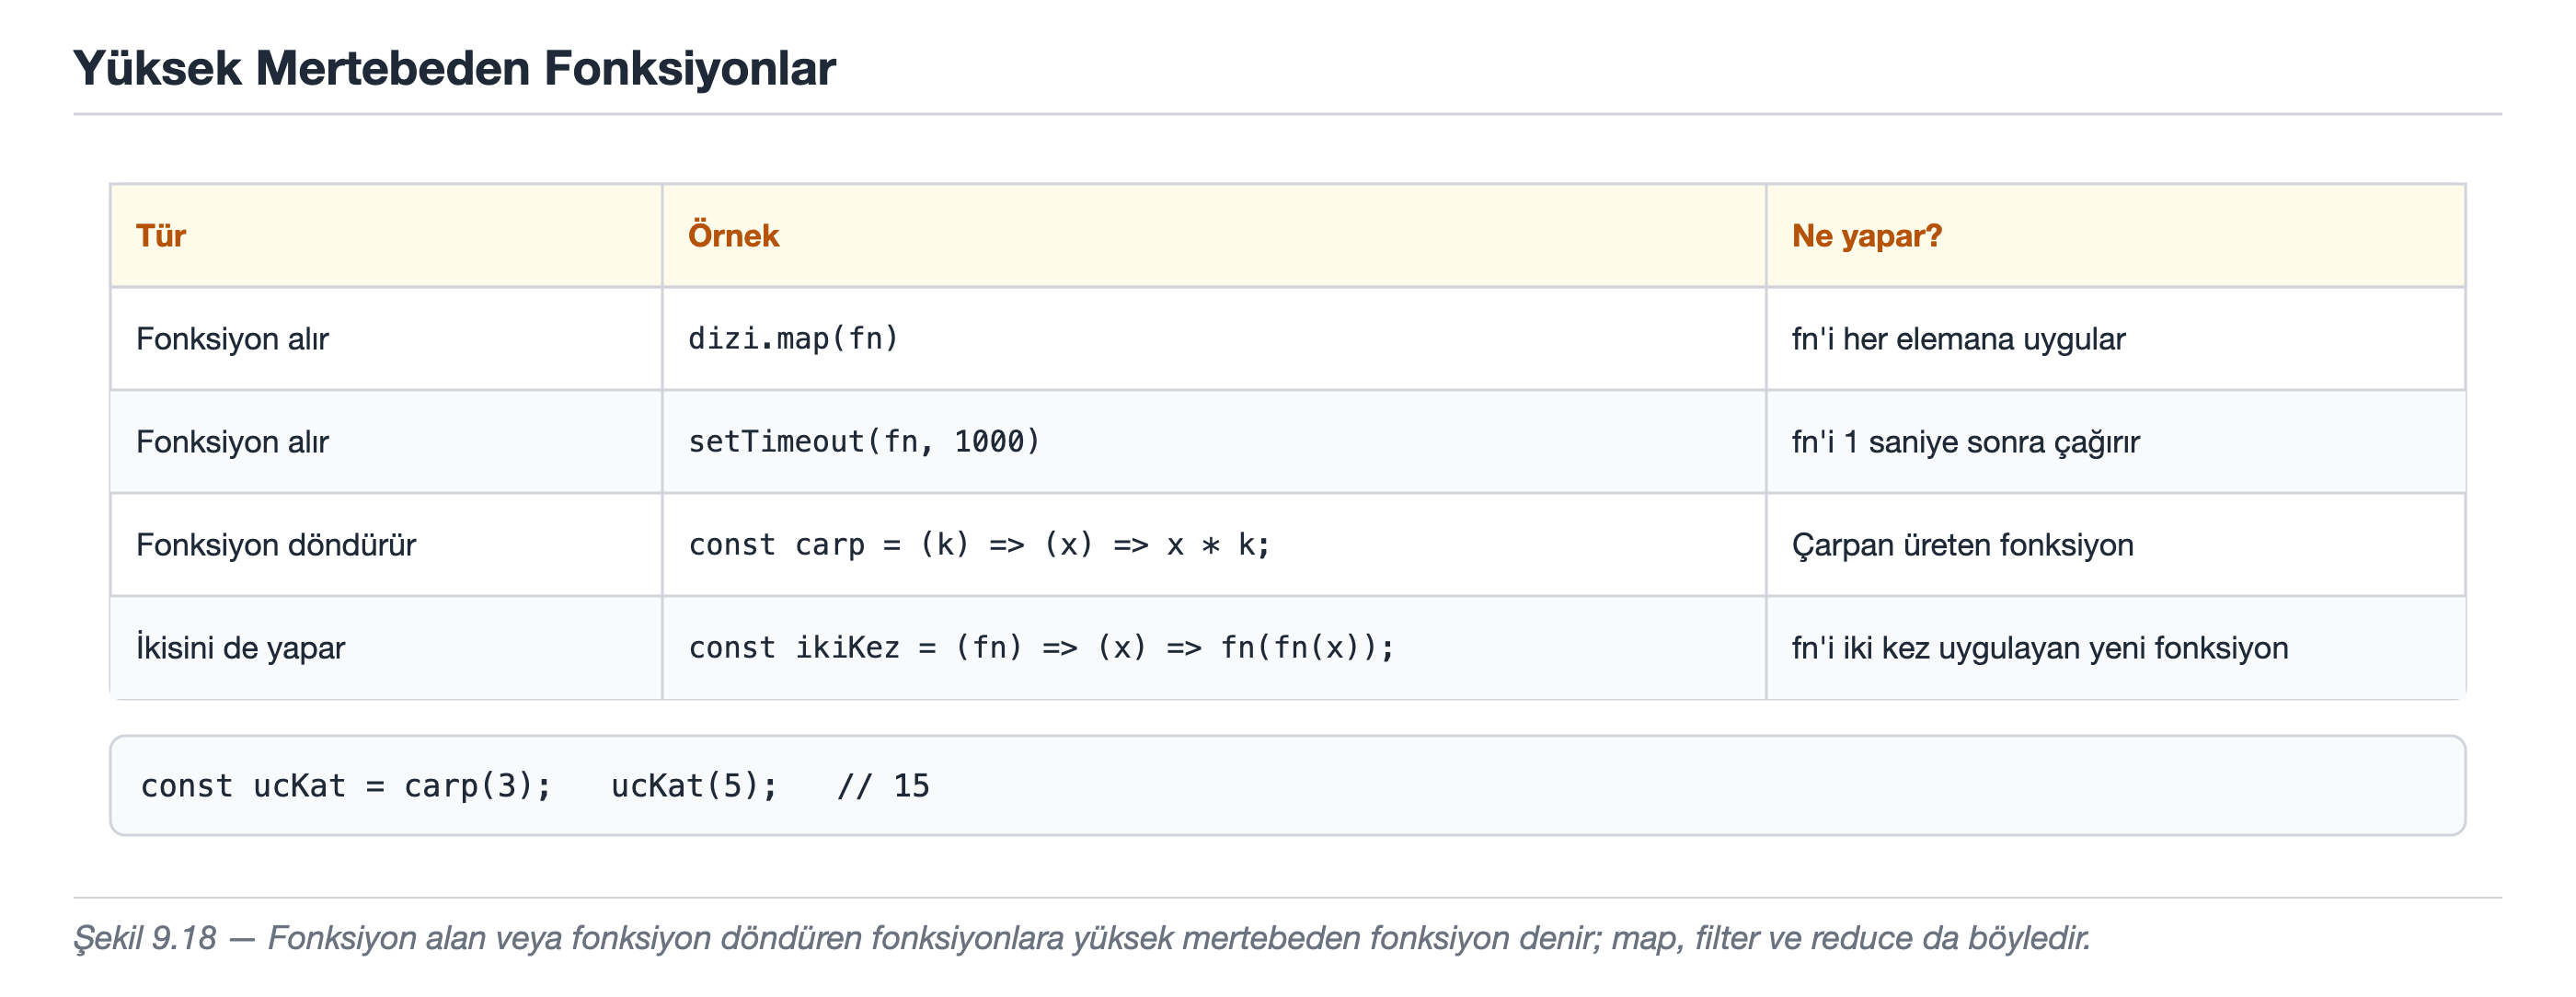 Yüksek Mertebeden Fonksiyonlar
Tür Örnek Ne yapar?
Fonksiyon alır dizi.map(fn) fn'i her elemana uygular
Fonksiyon alır setTimeout(fn, 1000) fn'i 1 saniye sonra çağırır
Fonksiyon döndürür const carp = (k) => (x) => x * k; Çarpan üreten fonksiyon
İkisini de yapar const ikiKez = (fn) => (x) => fn(fn(x)); fn'i iki kez uygulayan yeni fonksiyon
const ucKat = carp(3);   ucKat(5);   // 15
Şekil 9.18 — Fonksiyon alan veya fonksiyon döndüren fonksiyonlara yüksek mertebeden fonksiyon denir; map, filter ve reduce da böyledir.